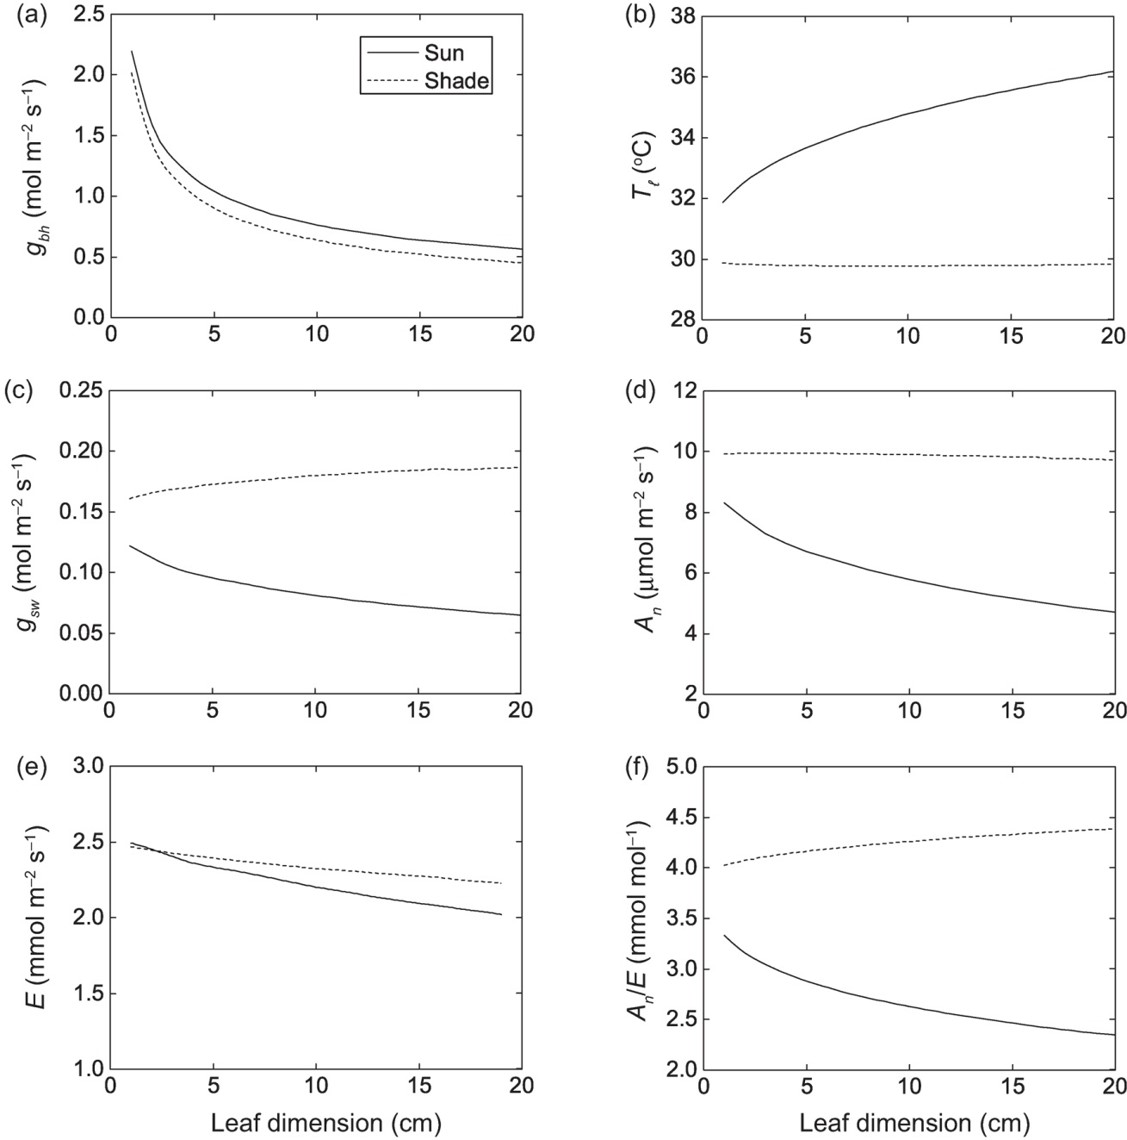 (a)
2.5
2.0
1.5
1.0
0.5
0.0
g_bh (mol m⁻² s⁻¹)
Sun
Shade
0 5 10 15 20
(b)
38
36
34
32
30
28
T_ℓ (°C)
0 5 10 15 20
(c)
0.25
0.20
0.15
0.10
0.05
0.00
g_sw (mol m⁻² s⁻¹)
0 5 10 15 20
(d)
12
10
8
6
4
2
A_n (μmol m⁻² s⁻¹)
0 5 10 15 20
(e)
3.0
2.5
2.0
1.5
1.0
E (mmol m⁻² s⁻¹)
0 5 10 15 20
Leaf dimension (cm)
(f)
5.0
4.5
4.0
3.5
3.0
2.5
2.0
A_n/E (mmol mol⁻¹)
0 5 10 15 20
Leaf dimension (cm)